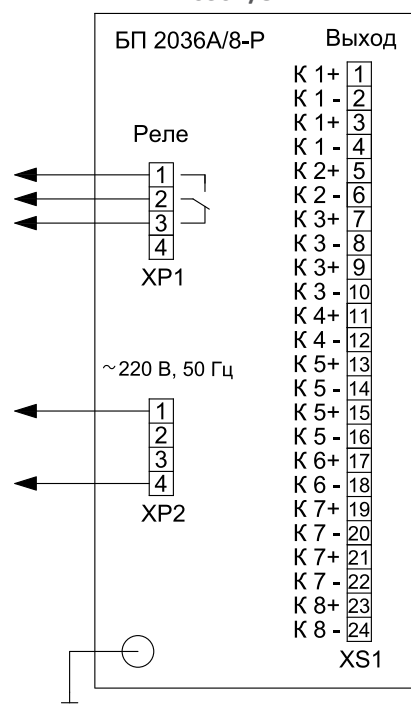 БП 2036А/8-Р
Выход
Реле
1
2
3
4
ХР1
~220 В, 50 Гц
1
2
3
4
ХР2
К 1+ 1
К 1 - 2
К 1+ 3
К 1 - 4
К 2+ 5
К 2 - 6
К 3+ 7
К 3 - 8
К 3+ 9
К 3 - 10
К 4+ 11
К 4 - 12
К 5+ 13
К 5 - 14
К 5+ 15
К 5 - 16
К 6+ 17
К 6 - 18
К 7+ 19
К 7 - 20
К 7+ 21
К 7 - 22
К 8+ 23
К 8 - 24
XS1